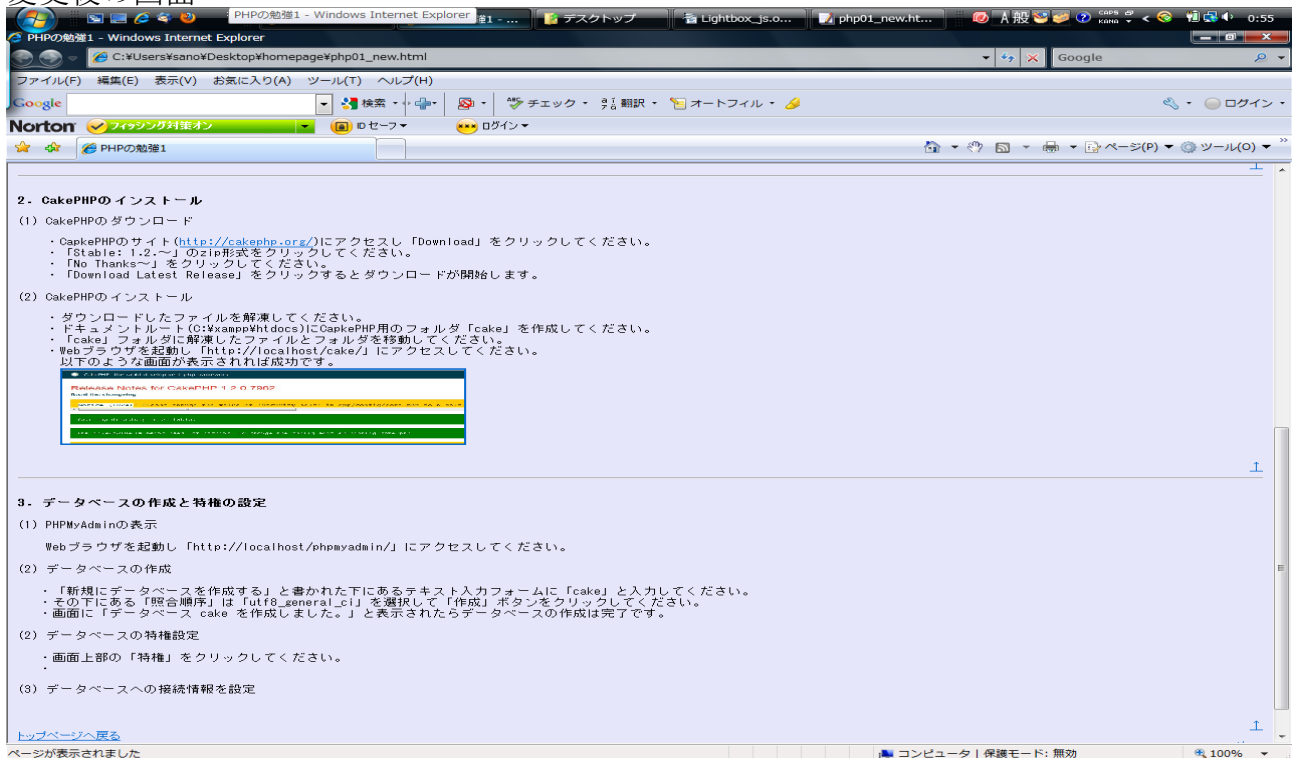 変更後の画面
PHPの勉強1 - Windows Internet Explorer
強1 - ...
デスクトップ
Lightbox_js.o...
php01_new.ht...
A 般
CAPS
KANA
0:55
PHPの勉強1 - Windows Internet Explorer
C:¥Users¥sano¥Desktop¥homepage¥php01_new.html
Google
ファイル(F) 編集(E) 表示(V) お気に入り(A) ツール(T) ヘルプ(H)
Google
検索
チェック
翻訳
オートフィル
ログイン
Norton
フィッシング対策オン
IDセーフ
ログイン
PHPの勉強1
ページ(P)
ツール(O)
2. CakePHPのインストール
(1) CakePHPのダウンロード
・CapkePHPのサイト(http://cakephp.org/)にアクセスし「Download」をクリックしてください。
・「Stable: 1.2.～」のzip形式をクリックしてください。
・「No Thanks～」をクリックしてください。
・「Download Latest Release」をクリックするとダウンロードが開始します。
(2) CakePHPのインストール
・ダウンロードしたファイルを解凍してください。
・ドキュメントルート(C:¥xampp¥htdocs)にCapkePHP用のフォルダ「cake」を作成してください。
・「cake」フォルダに解凍したファイルとフォルダを移動してください。
・Webブラウザを起動し「http://localhost/cake/」にアクセスしてください。
以下のような画面が表示されれば成功です。
Release Notes for CakePHP 1.2.0.7962
Read the changelog
3. データベースの作成と特権の設定
(1) PHPMyAdminの表示
Webブラウザを起動し「http://localhost/phpmyadmin/」にアクセスしてください。
(2) データベースの作成
・「新規にデータベースを作成する」と書かれた下にあるテキスト入力フォームに「cake」と入力してください。
・その下にある「照合順序」は「utf8_general_ci」を選択して「作成」ボタンをクリックしてください。
・画面に「データベース cake を作成しました。」と表示されたらデータベースの作成は完了です。
(2) データベースの特権設定
・画面上部の「特権」をクリックしてください。
・
(3) データベースへの接続情報を設定
トップページへ戻る
ページが表示されました
コンピュータ | 保護モード: 無効
100%